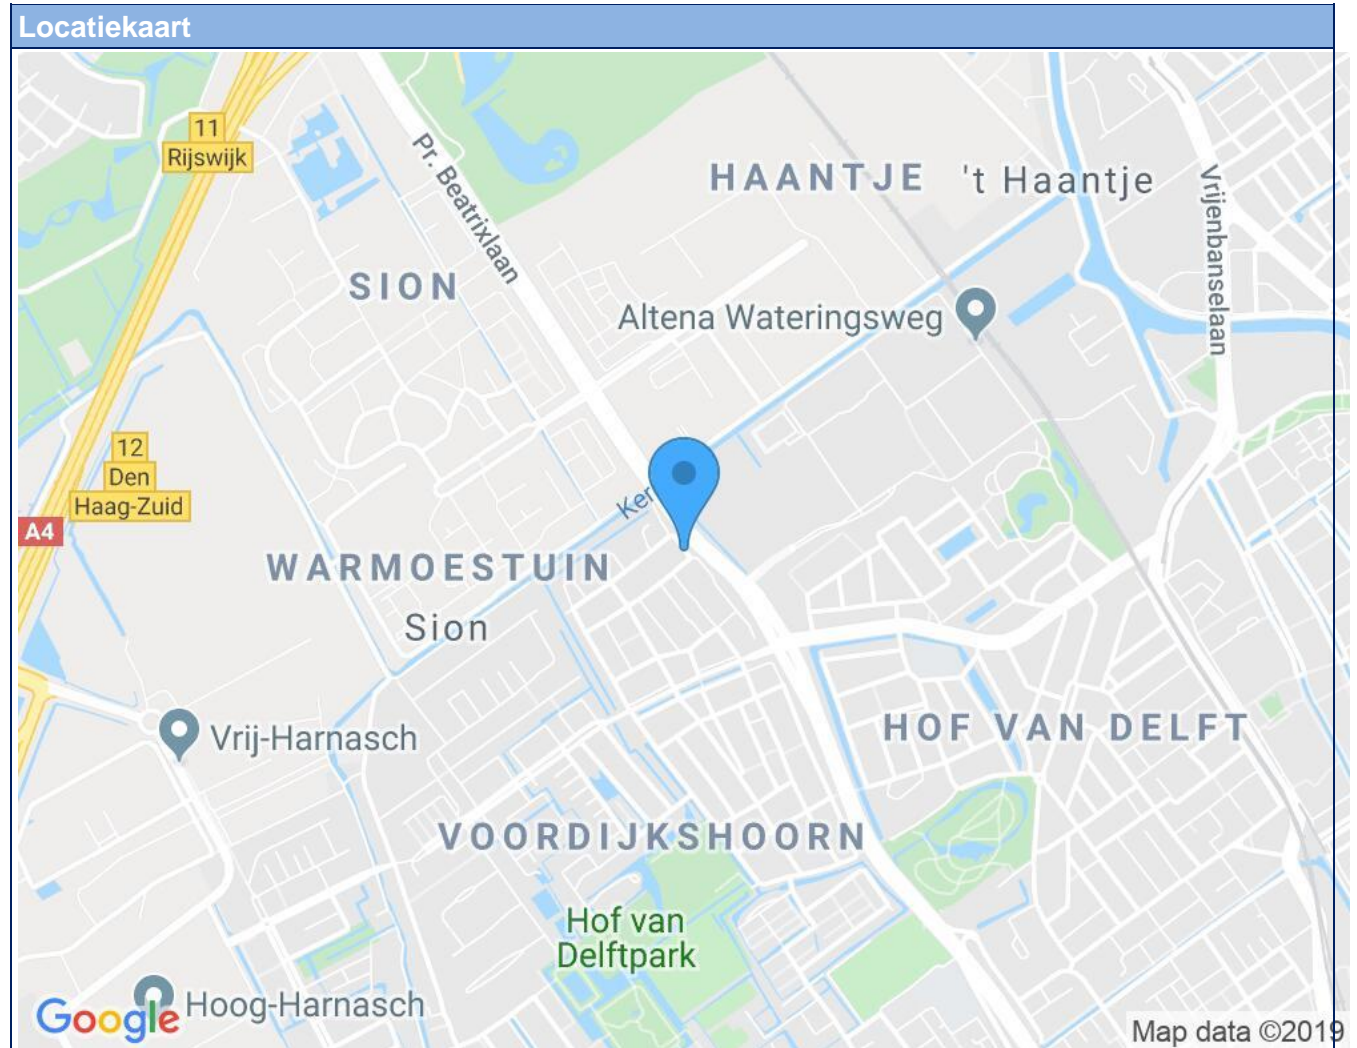 Locatiekaart
11
Rijswijk
Pr. Beatrixlaan
HAANTJE
't Haantje
Vrijenbanselaan
SION
Altena Wateringsweg
12
Den
Haag-Zuid
A4
Ker
WARMOESTUIN
Sion
Vrij-Harnasch
HOF VAN DELFT
VOORDIJKSHOORN
Hof van
Delftpark
Hoog-Harnasch
Google
Map data ©2019